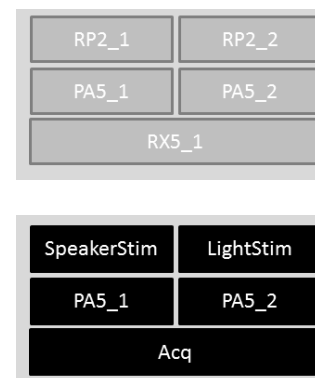 RP2_1 RP2_2
PA5_1 PA5_2
RX5_1
SpeakerStim LightStim
PA5_1 PA5_2
Acq